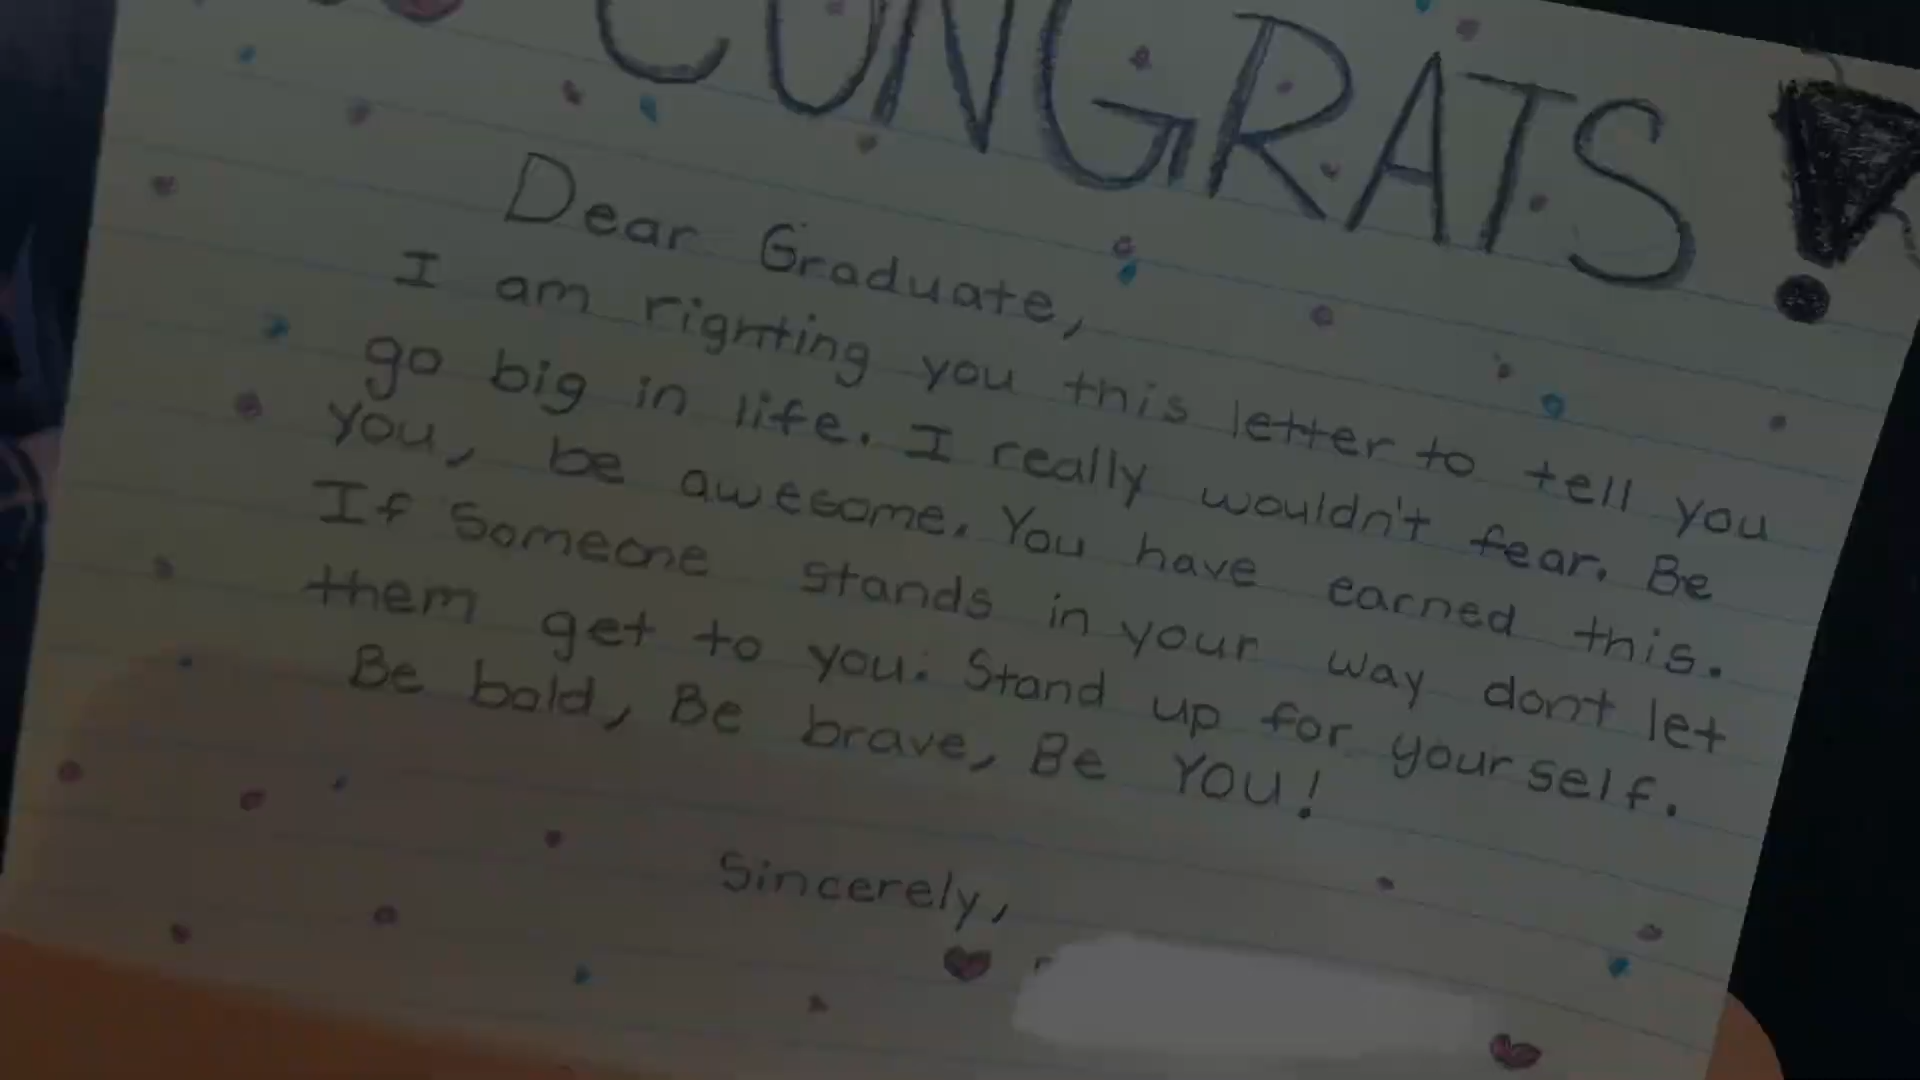 CONGRATS!
Dear Graduate,
I am righting you this letter to tell you
go big in life. I really wouldn't fear. Be
you, be awesome. You have earned this.
If Someone stands in your way dont let
them get to you. Stand up for yourself.
Be bold, Be brave, Be YOU!
Sincerely,